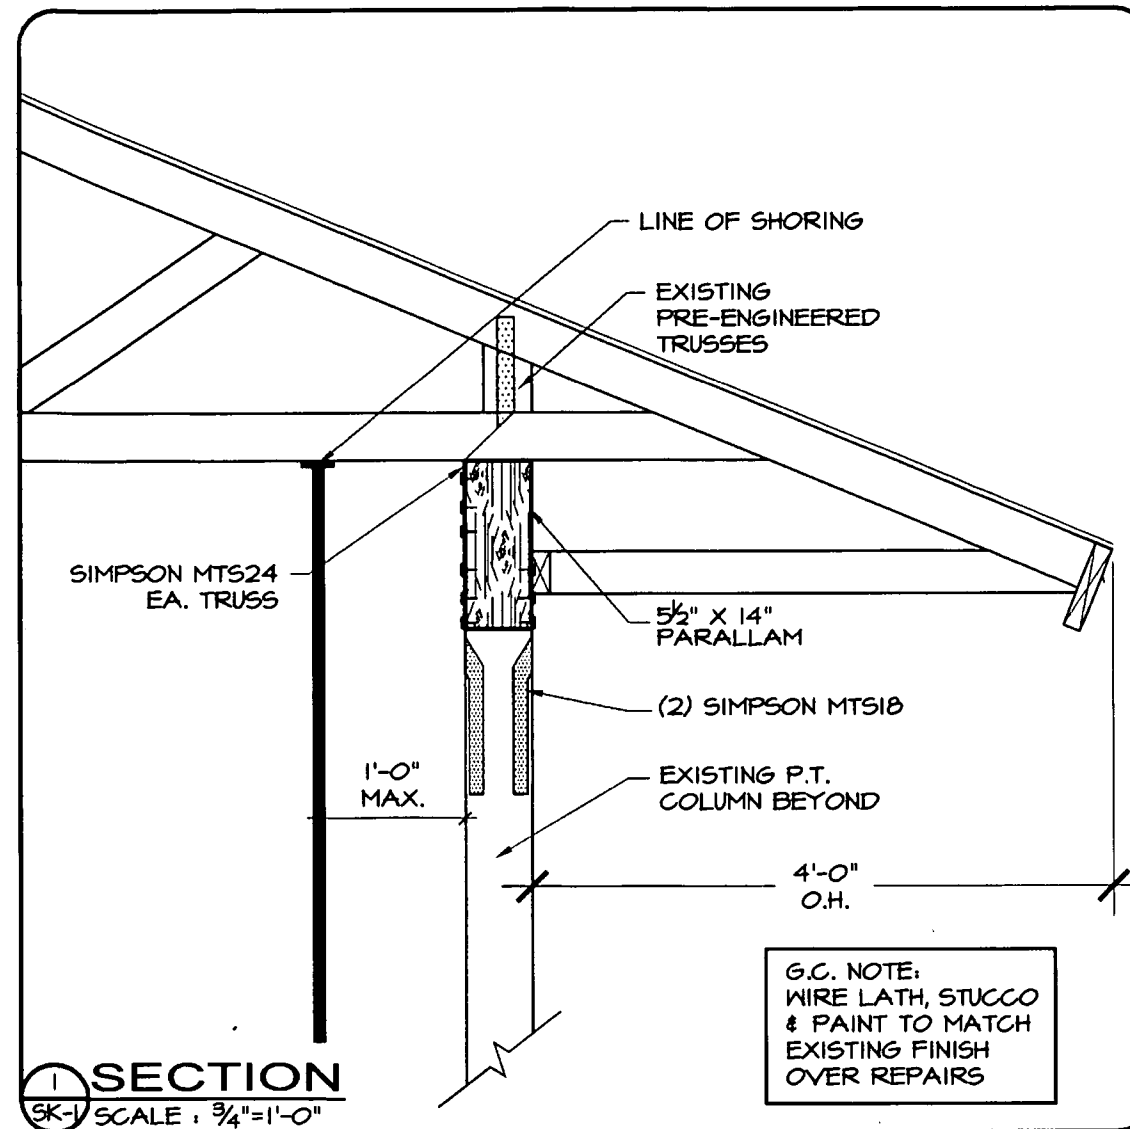 LINE OF SHORING
EXISTING
PRE-ENGINEERED
TRUSSES
SIMPSON MTS24
EA. TRUSS
5½" X 14"
PARALLAM
(2) SIMPSON MTS18
1'-0"
MAX.
EXISTING P.T.
COLUMN BEYOND
4'-0"
O.H.
G.C. NOTE:
WIRE LATH, STUCCO
& PAINT TO MATCH
EXISTING FINISH
OVER REPAIRS
1
SK-1
SECTION
SCALE : ¾"=1'-0"